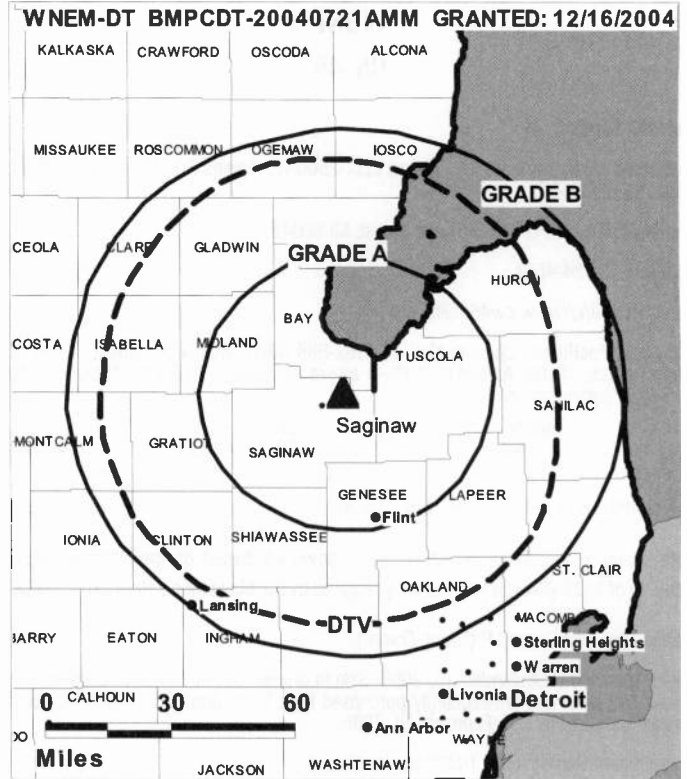 WNEM-DT BMPCDT-20040721AMM GRANTED: 12/16/2004
KALKASKA CRAWFORD OSCODA ALCONA
MISSAUKEE ROSCOMMON OGEMAW IOSCO
GRADE B
CEOLA CLARE GLADWIN GRADE A
HURON
BAY
COSTA ISABELLA MIDLAND TUSCOLA
SANILAC
Saginaw
MONTCALM GRATIOT SAGINAW
GENESEE LAPEER
Flint
IONIA CLINTON SHIAWASSEE
ST. CLAIR
OAKLAND
Lansing
DTV MACOMB
BARRY EATON INGHAM Sterling Heights
Warren
CALHOUN Livonia Detroit
0 30 60
Ann Arbor WAYNE
Miles
JACKSON WASHTENAW